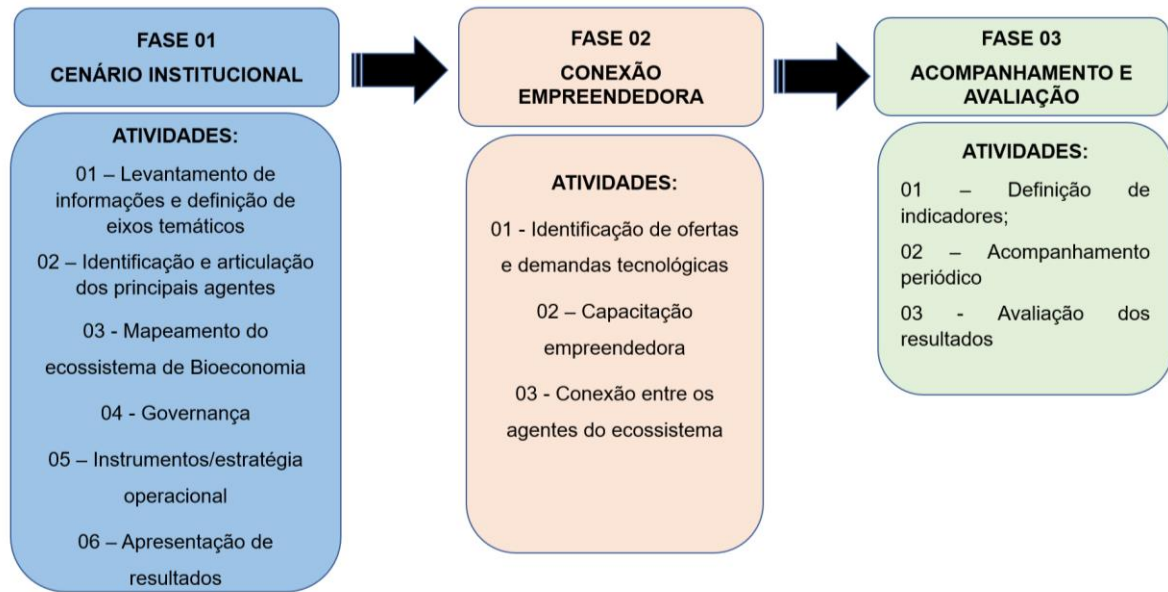 FASE 01
CENÁRIO INSTITUCIONAL
ATIVIDADES:
01 – Levantamento de
informações e definição de
eixos temáticos
02 – Identificação e articulação
dos principais agentes
03 - Mapeamento do
ecossistema de Bioeconomia
04 - Governança
05 – Instrumentos/estratégia
operacional
06 – Apresentação de
resultados
FASE 02
CONEXÃO
EMPREENDEDORA
ATIVIDADES:
01 - Identificação de ofertas
e demandas tecnológicas
02 – Capacitação
empreendedora
03 - Conexão entre os
agentes do ecossistema
FASE 03
ACOMPANHAMENTO E
AVALIAÇÃO
ATIVIDADES:
01 – Definição de
indicadores;
02 – Acompanhamento
periódico
03 - Avaliação dos
resultados